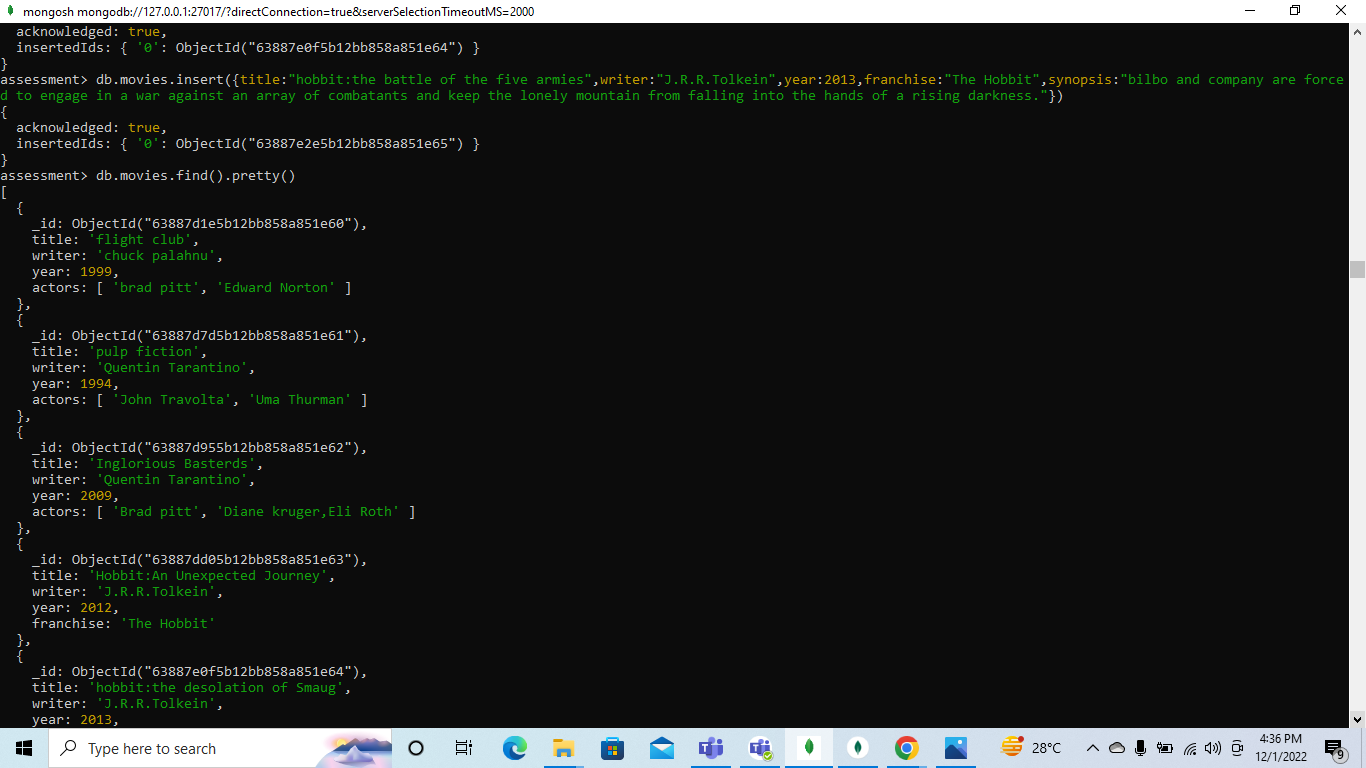 mongosh mongodb://127.0.0.1:27017/?directConnection=true&serverSelectionTimeoutMS=2000
  acknowledged: true,
  insertedIds: { '0': ObjectId("63887e0f5b12bb858a851e64") }
}
assessment> db.movies.insert({title:"hobbit:the battle of the five armies",writer:"J.R.R.Tolkein",year:2013,franchise:"The Hobbit",synopsis:"bilbo and company are force
d to engage in a war against an array of combatants and keep the lonely mountain from falling into the hands of a rising darkness."})
{
  acknowledged: true,
  insertedIds: { '0': ObjectId("63887e2e5b12bb858a851e65") }
}
assessment> db.movies.find().pretty()
[
  {
    _id: ObjectId("63887d1e5b12bb858a851e60"),
    title: 'flight club',
    writer: 'chuck palahnu',
    year: 1999,
    actors: [ 'brad pitt', 'Edward Norton' ]
  },
  {
    _id: ObjectId("63887d7d5b12bb858a851e61"),
    title: 'pulp fiction',
    writer: 'Quentin Tarantino',
    year: 1994,
    actors: [ 'John Travolta', 'Uma Thurman' ]
  },
  {
    _id: ObjectId("63887d955b12bb858a851e62"),
    title: 'Inglorious Basterds',
    writer: 'Quentin Tarantino',
    year: 2009,
    actors: [ 'Brad pitt', 'Diane kruger,Eli Roth' ]
  },
  {
    _id: ObjectId("63887dd05b12bb858a851e63"),
    title: 'Hobbit:An Unexpected Journey',
    writer: 'J.R.R.Tolkein',
    year: 2012,
    franchise: 'The Hobbit'
  },
  {
    _id: ObjectId("63887e0f5b12bb858a851e64"),
    title: 'hobbit:the desolation of Smaug',
    writer: 'J.R.R.Tolkein',
    year: 2013,
Type here to search
28°C
4:36 PM
12/1/2022
9